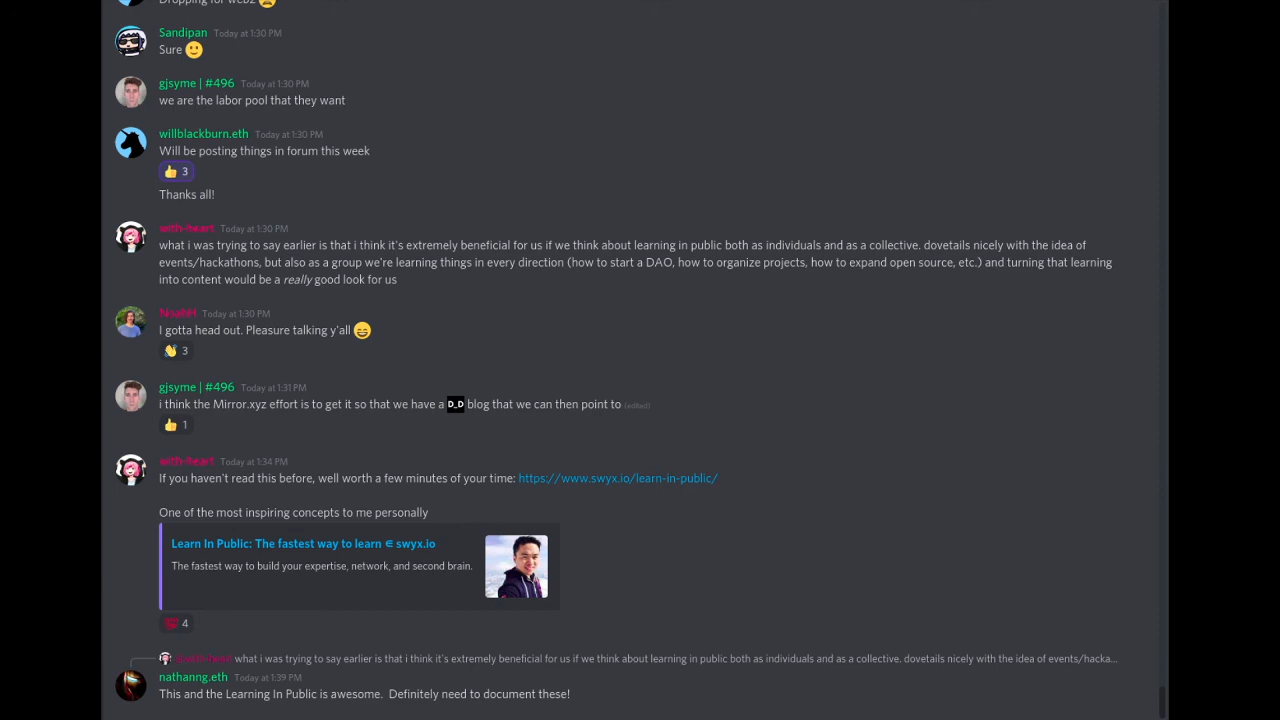 Dropping for web2
Sandipan Today at 1:30 PM
Sure
gjsyme | #496 Today at 1:30 PM
we are the labor pool that they want
willblackburn.eth Today at 1:30 PM
Will be posting things in forum this week
3
Thanks all!
with-heart Today at 1:30 PM
what i was trying to say earlier is that i think it's extremely beneficial for us if we think about learning in public both as individuals and as a collective. dovetails nicely with the idea of
events/hackathons, but also as a group we're learning things in every direction (how to start a DAO, how to organize projects, how to expand open source, etc.) and turning that learning
into content would be a really good look for us
NoahH Today at 1:30 PM
I gotta head out. Pleasure talking y'all
3
gjsyme | #496 Today at 1:31 PM
i think the Mirror.xyz effort is to get it so that we have a D_D blog that we can then point to (edited)
1
with-heart Today at 1:34 PM
If you haven't read this before, well worth a few minutes of your time: https://www.swyx.io/learn-in-public/
One of the most inspiring concepts to me personally
Learn In Public: The fastest way to learn ∈ swyx.io
The fastest way to build your expertise, network, and second brain.
4
what i was trying to say earlier is that i think it's extremely beneficial for us if we think about learning in public both as individuals and as a collective. dovetails nicely with the idea of events/hacka...
nathanng.eth Today at 1:39 PM
This and the Learning In Public is awesome. Definitely need to document these!